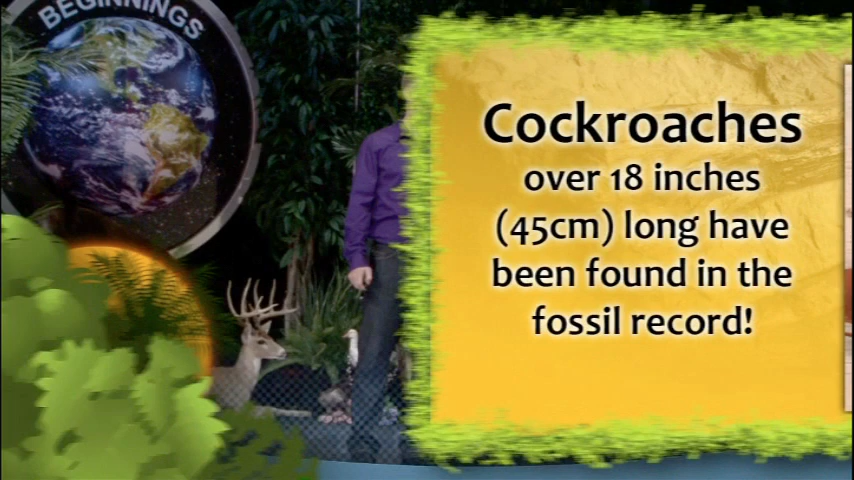 BEGINNINGS
Cockroaches
over 18 inches
(45cm) long have
been found in the
fossil record!